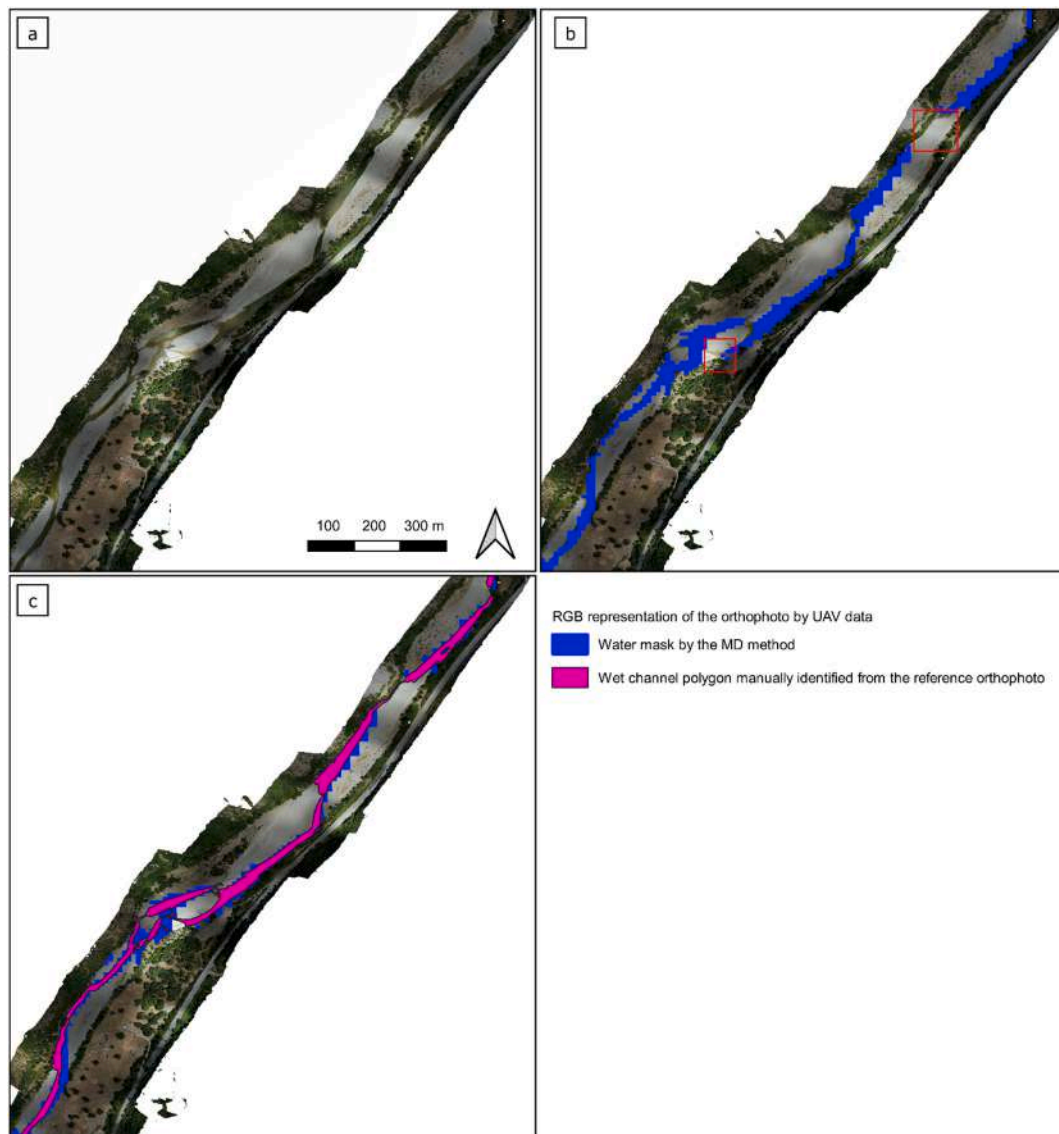 a
b
100 200 300 m
c
RGB representation of the orthophoto by UAV data
Water mask by the MD method
Wet channel polygon manually identified from the reference orthophoto